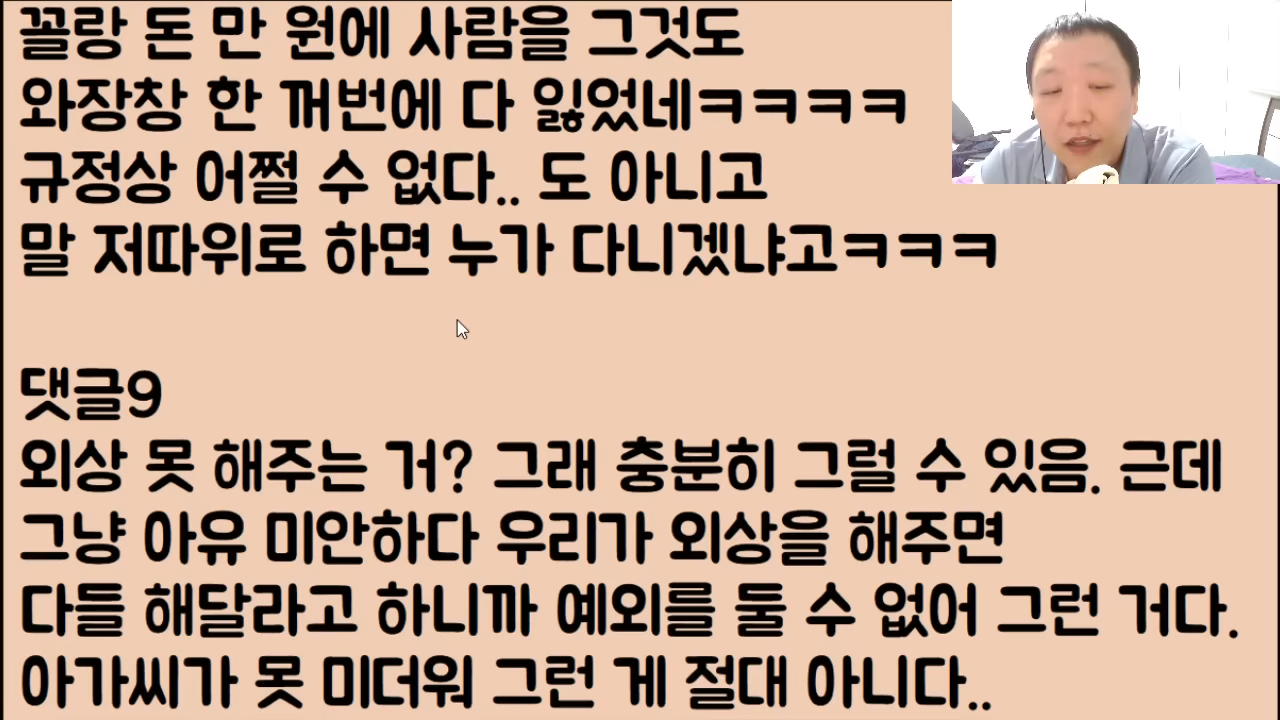 꼴랑 돈 만 원에 사람을 그것도
와장창 한 꺼번에 다 잃었네ㅋㅋㅋㅋ
규정상 어쩔 수 없다.. 도 아니고
말 저따위로 하면 누가 다니겠냐고ㅋㅋㅋ
댓글9
외상 못 해주는 거? 그래 충분히 그럴 수 있음. 근데
그냥 아유 미안하다 우리가 외상을 해주면
다들 해달라고 하니까 예외를 둘 수 없어 그런 거다.
아가씨가 못 미더워 그런 게 절대 아니다..